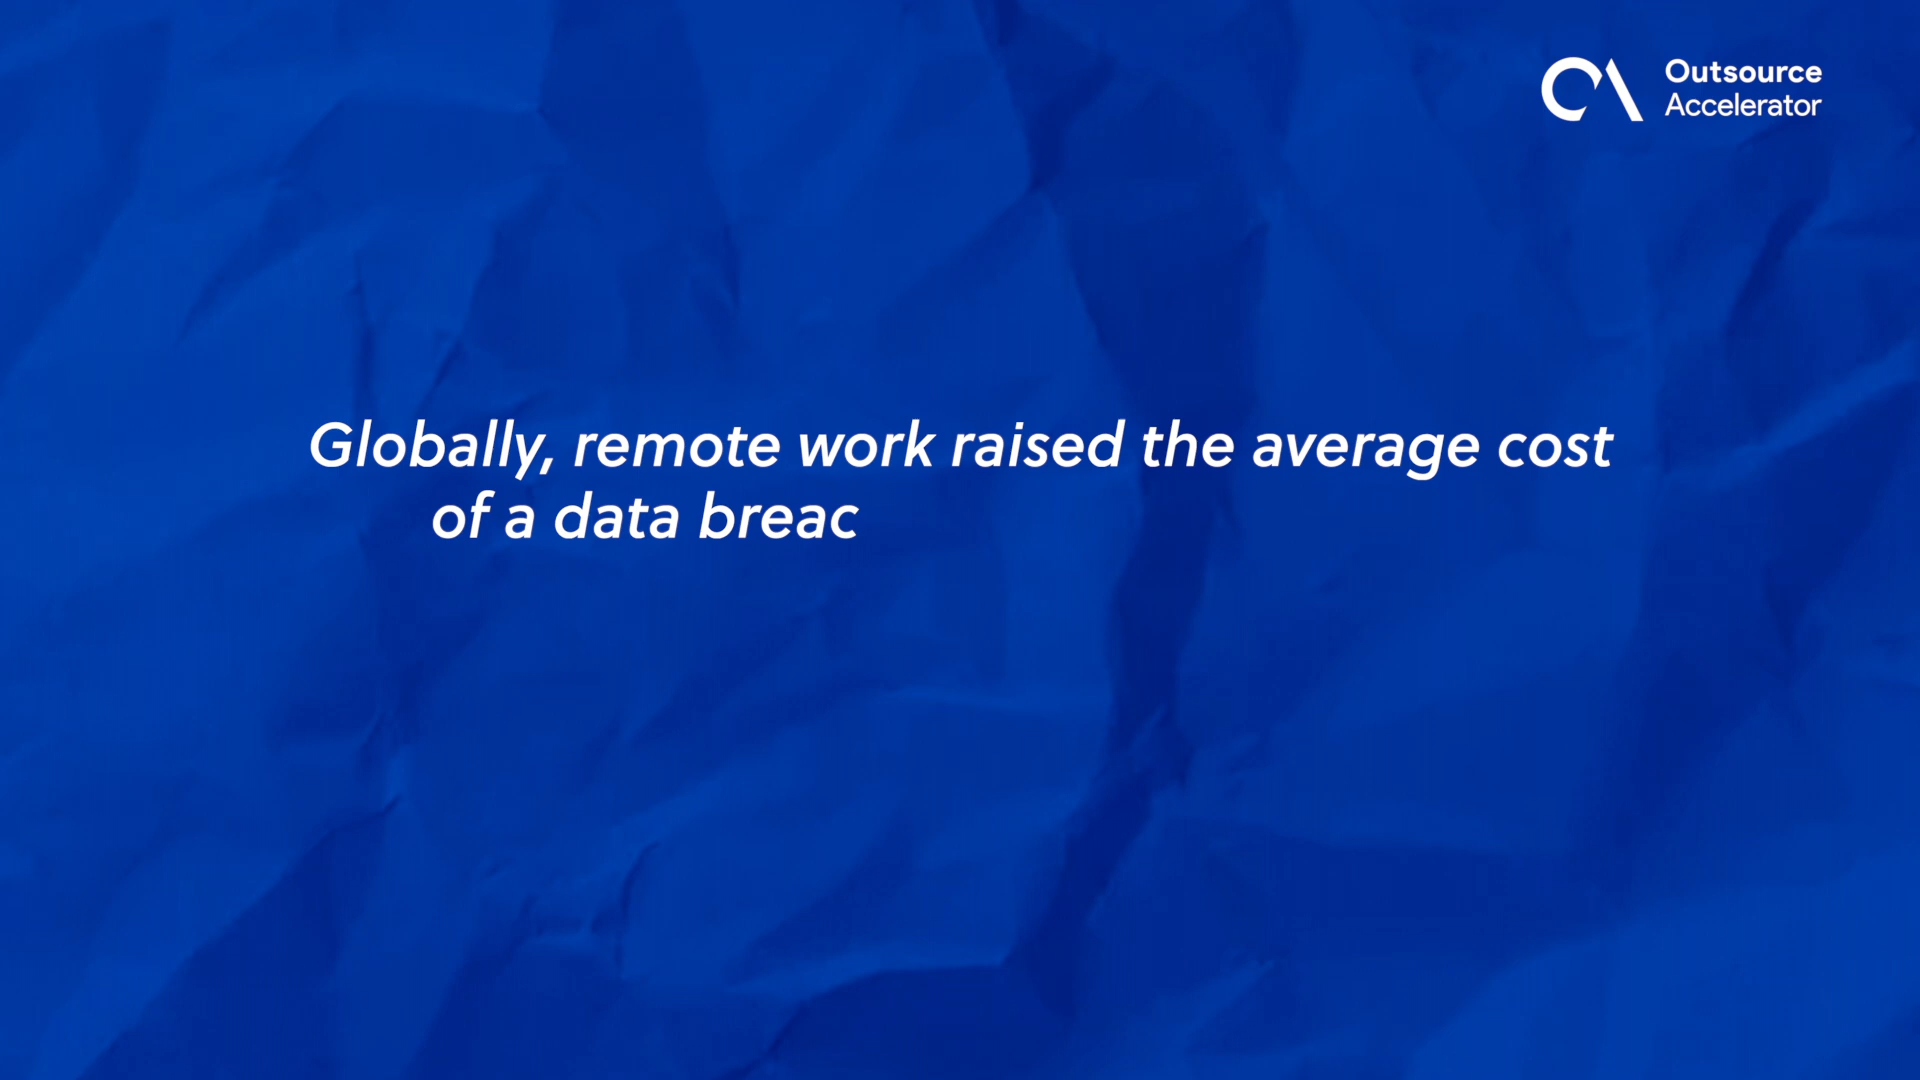 Outsource
Accelerator
Globally, remote work raised the average cost
of a data breac